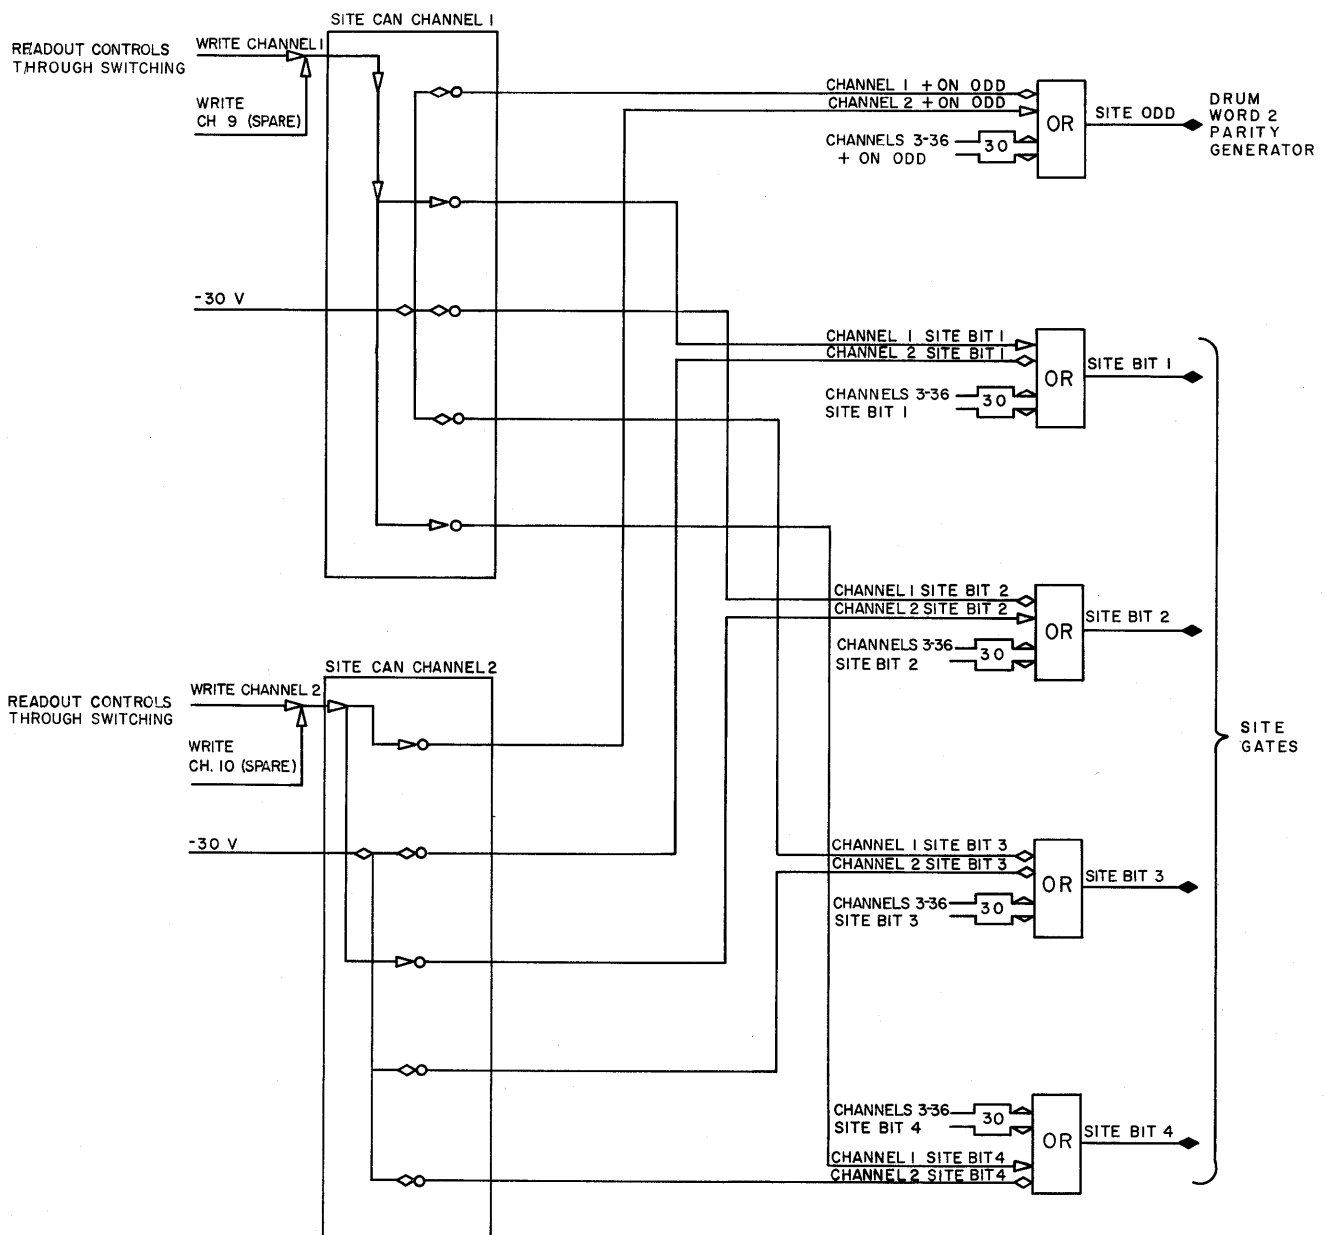 SITE CAN CHANNEL 1
READOUT CONTROLS
THROUGH SWITCHING
WRITE CHANNEL 1
WRITE
CH 9 (SPARE)
-30 V
CHANNEL 1 + ON ODD
CHANNEL 2 + ON ODD
CHANNELS 3-36
+ ON ODD
30
OR
SITE ODD
DRUM
WORD 2
PARITY
GENERATOR
CHANNEL 1 SITE BIT 1
CHANNEL 2 SITE BIT 1
CHANNELS 3-36
SITE BIT 1
30
OR
SITE BIT 1
CHANNEL 1 SITE BIT 2
CHANNEL 2 SITE BIT 2
CHANNELS 3-36
SITE BIT 2
30
OR
SITE BIT 2
SITE CAN CHANNEL 2
READOUT CONTROLS
THROUGH SWITCHING
WRITE CHANNEL 2
WRITE
CH. 10 (SPARE)
-30 V
SITE
GATES
CHANNEL 1 SITE BIT 3
CHANNEL 2 SITE BIT 3
CHANNELS 3-36
SITE BIT 3
30
OR
SITE BIT 3
CHANNELS 3-36
SITE BIT 4
30
OR
SITE BIT 4
CHANNEL 1 SITE BIT 4
CHANNEL 2 SITE BIT 4